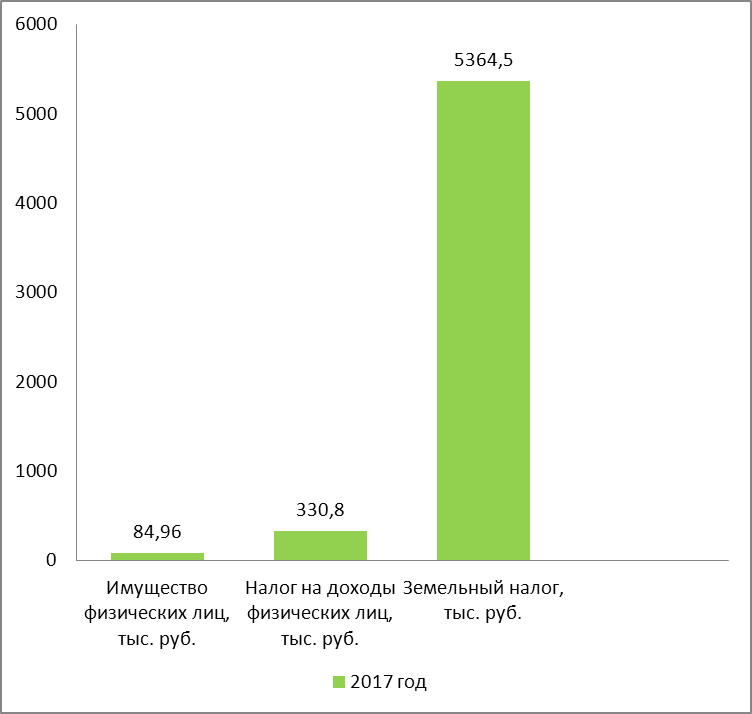 6000
5000
4000
3000
2000
1000
0
84,96
330,8
5364,5
Имущество
физических лиц,
тыс. руб.
Налог на доходы
физических лиц,
тыс. руб.
Земельный налог,
тыс. руб.
2017 год